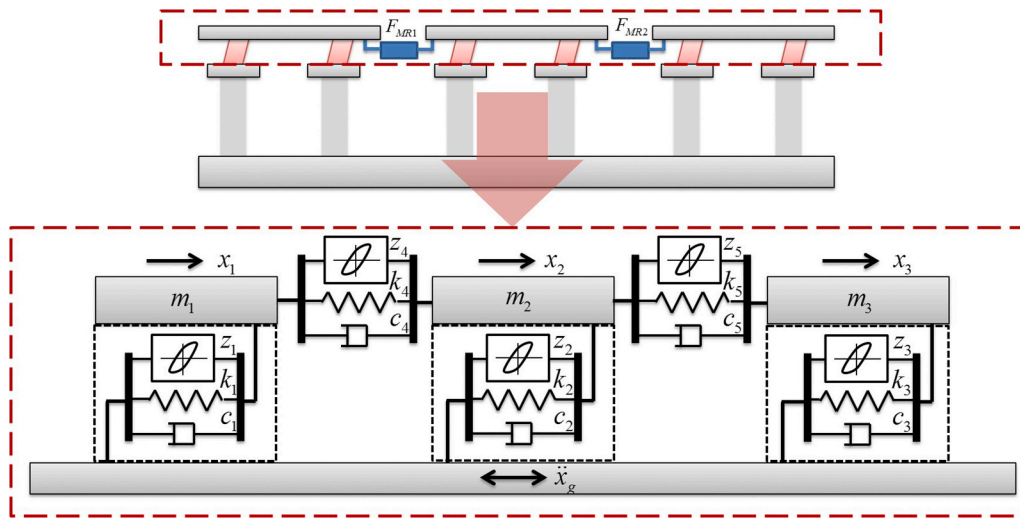 F_MR1 F_MR2
z_4 z_5
x_1 x_2 x_3
k_4 k_5
m_1 m_2 m_3
c_4 c_5
z_1 z_2 z_3
k_1 k_2 k_3
c_1 c_2 c_3
ẍ_g